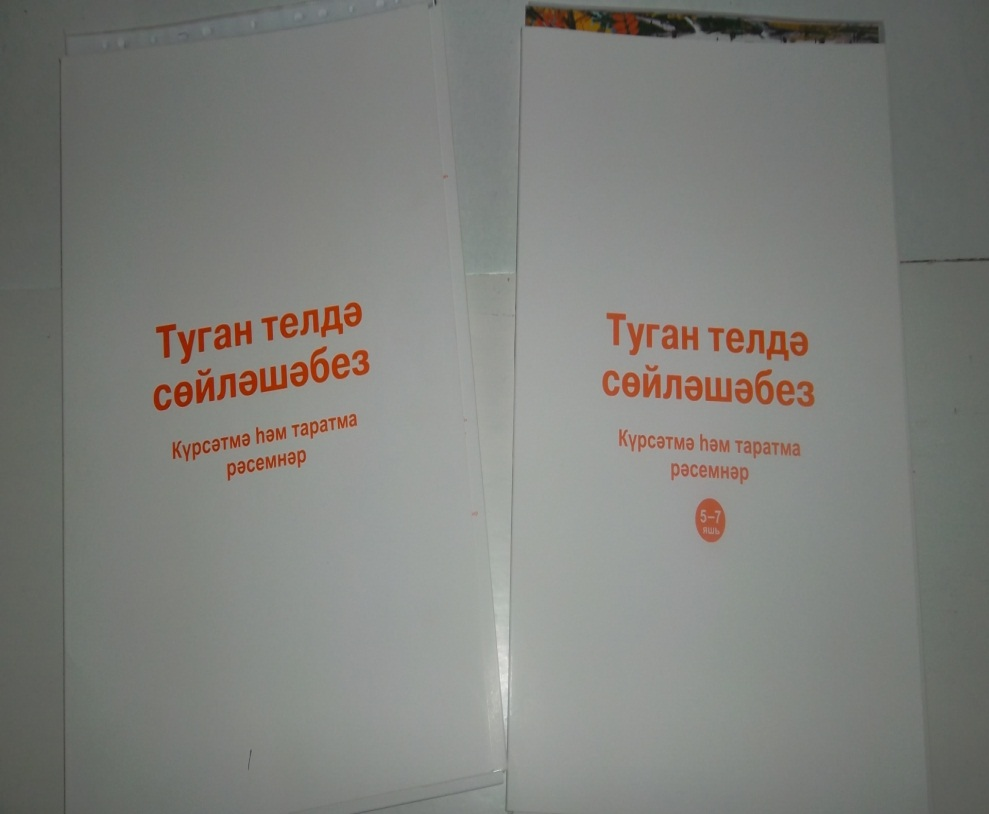 Туган телдә
сөйләшәбез
Күрсәтмә һәм таратма
рәсемнәр
Туган телдә
сөйләшәбез
Күрсәтмә һәм таратма
рәсемнәр
5–7
яшь